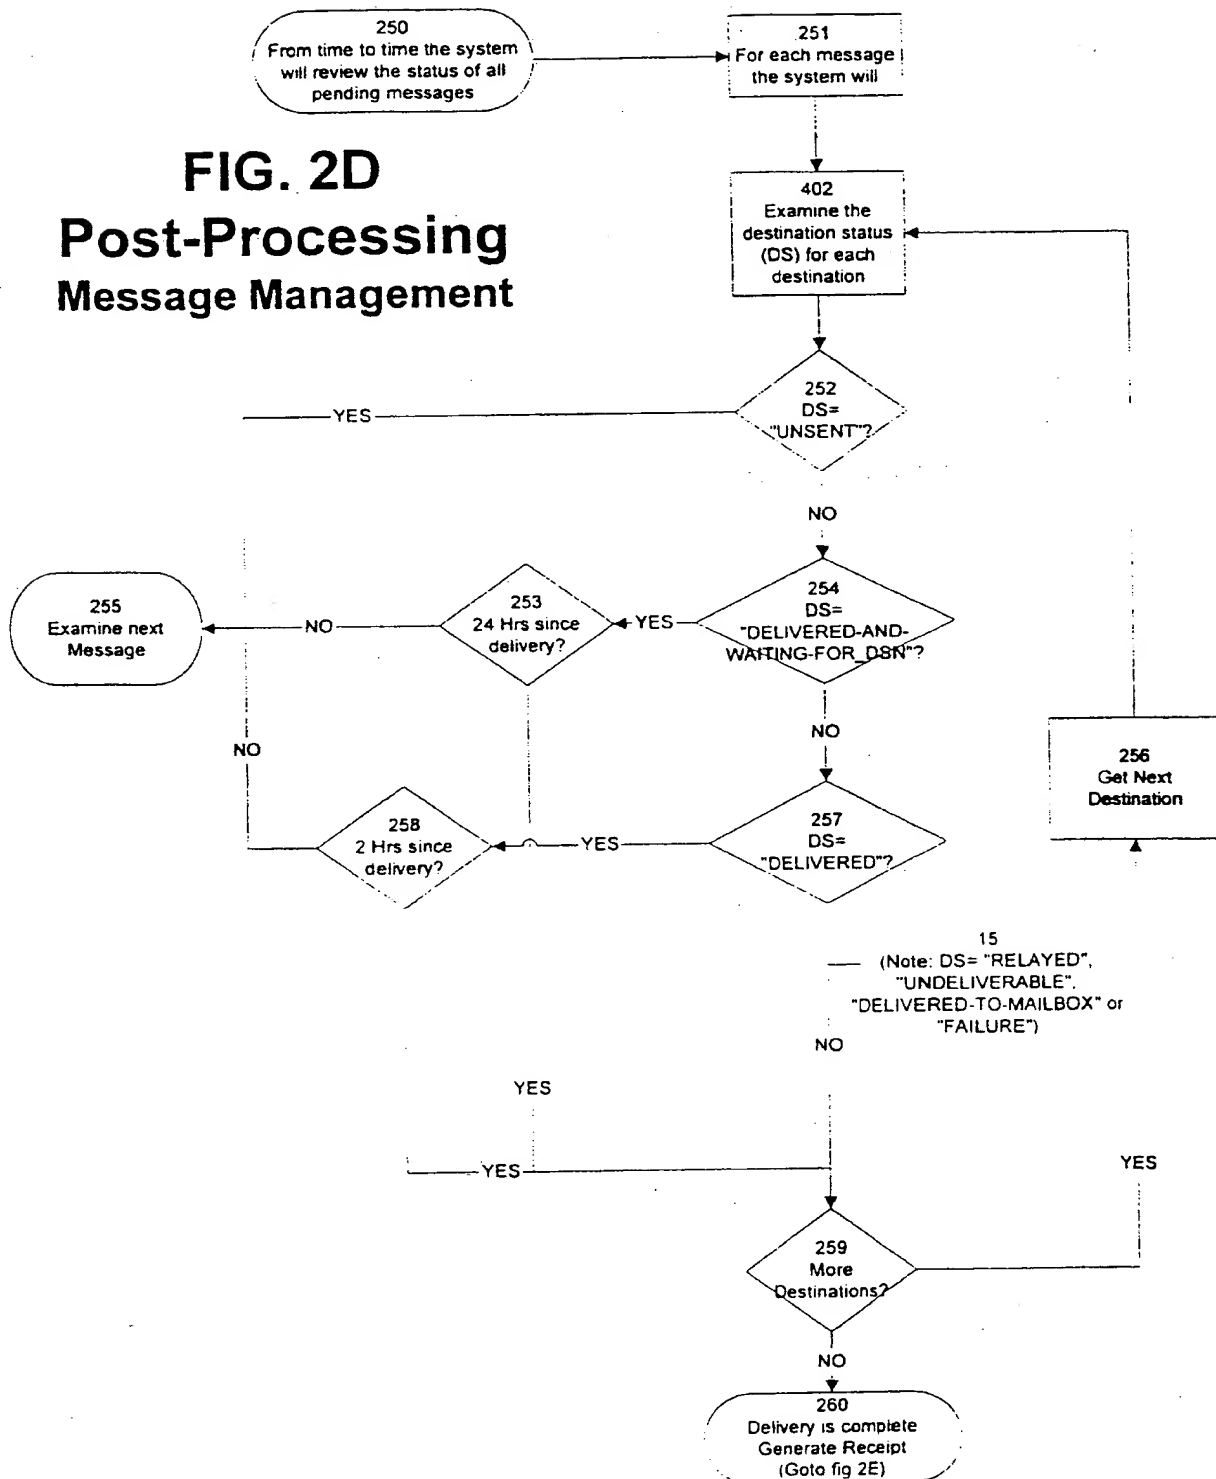 250
From time to time the system
will review the status of all
pending messages
251
For each message
the system will
FIG. 2D
Post-Processing
Message Management
402
Examine the
destination status
(DS) for each
destination
252
DS=
"UNSENT"?
YES
NO
254
DS=
"DELIVERED-AND-
WAITING-FOR_DSN"?
YES
253
24 Hrs since
delivery?
NO
255
Examine next
Message
NO
NO
256
Get Next
Destination
257
DS=
"DELIVERED"?
YES
258
2 Hrs since
delivery?
15
(Note: DS= "RELAYED",
"UNDELIVERABLE",
"DELIVERED-TO-MAILBOX" or
"FAILURE")
NO
YES
YES
YES
259
More
Destinations?
NO
260
Delivery is complete
Generate Receipt
(Goto fig 2E)